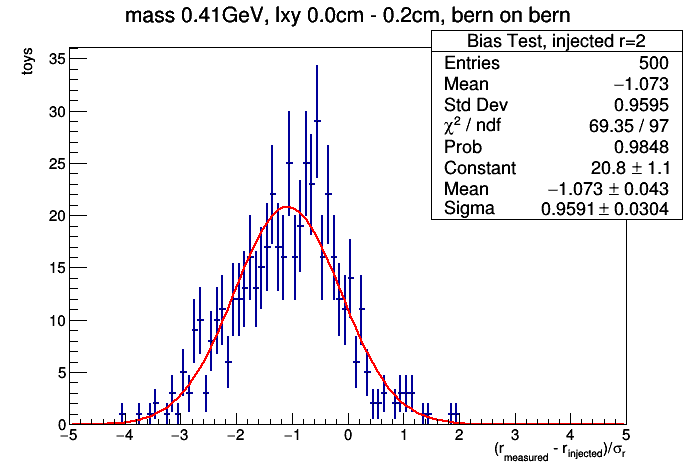 mass 0.41GeV, lxy 0.0cm - 0.2cm, bern on bern
Bias Test, injected r=2
Entries 500
Mean −1.073
Std Dev 0.9595
χ² / ndf 69.35 / 97
Prob 0.9848
Constant 20.8 ± 1.1
Mean −1.073 ± 0.043
Sigma 0.9591 ± 0.0304
toys
35
30
25
20
15
10
5
0
−5 −4 −3 −2 −1 0 1 2 3 4 5
(r_measured - r_injected)/σ_r